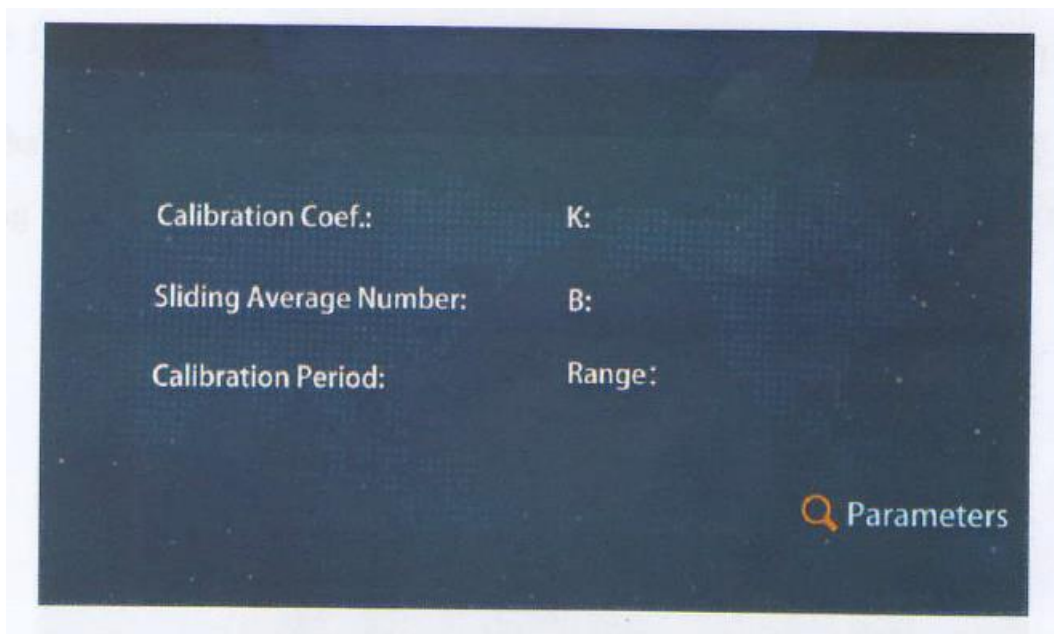 Calibration Coef.: K:
Sliding Average Number: B:
Calibration Period: Range:
Parameters